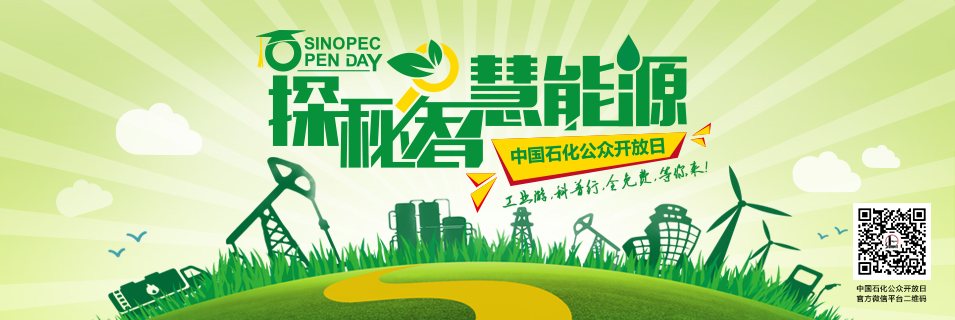 SINOPEC
OPEN DAY
探秘智慧能源
中国石化公众开放日
工业游,科普行,全免费,等你来!
中国石化公众开放日
官方微信平台二维码